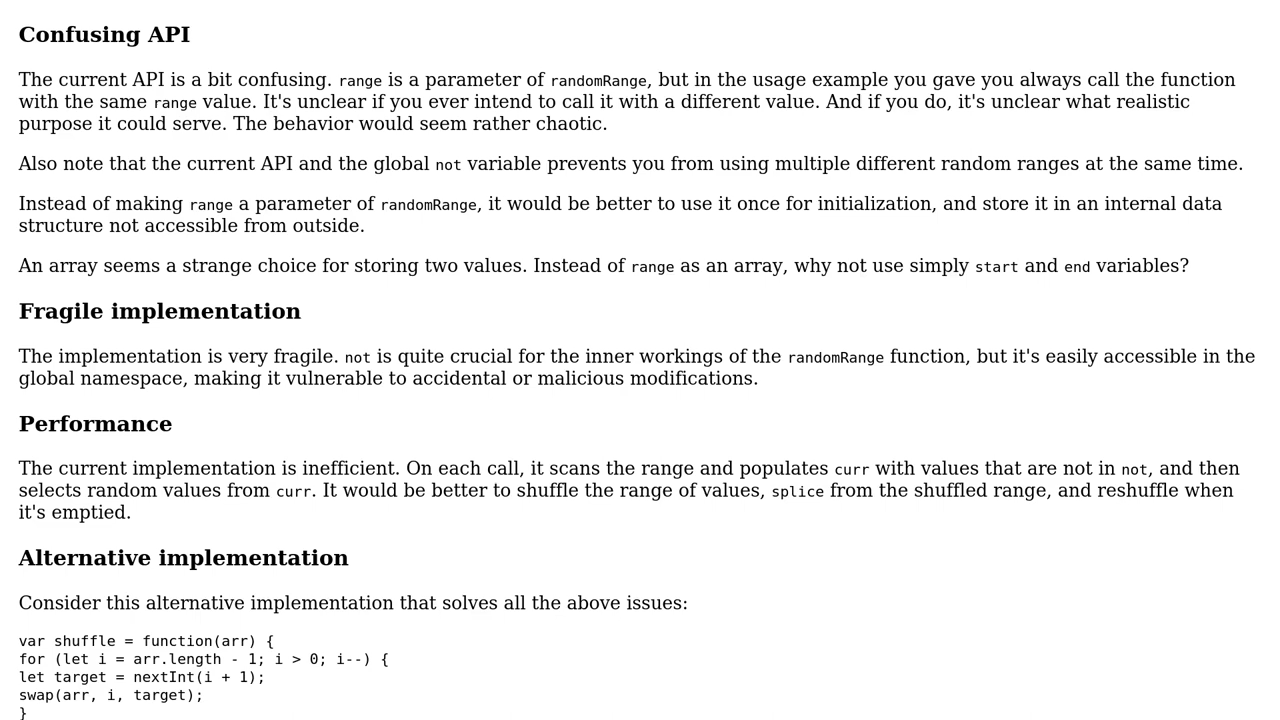 Confusing API
The current API is a bit confusing. range is a parameter of randomRange, but in the usage example you gave you always call the function
with the same range value. It's unclear if you ever intend to call it with a different value. And if you do, it's unclear what realistic
purpose it could serve. The behavior would seem rather chaotic.
Also note that the current API and the global not variable prevents you from using multiple different random ranges at the same time.
Instead of making range a parameter of randomRange, it would be better to use it once for initialization, and store it in an internal data
structure not accessible from outside.
An array seems a strange choice for storing two values. Instead of range as an array, why not use simply start and end variables?
Fragile implementation
The implementation is very fragile. not is quite crucial for the inner workings of the randomRange function, but it's easily accessible in the
global namespace, making it vulnerable to accidental or malicious modifications.
Performance
The current implementation is inefficient. On each call, it scans the range and populates curr with values that are not in not, and then
selects random values from curr. It would be better to shuffle the range of values, splice from the shuffled range, and reshuffle when
it's emptied.
Alternative implementation
Consider this alternative implementation that solves all the above issues:
var shuffle = function(arr) {
for (let i = arr.length - 1; i > 0; i--) {
let target = nextInt(i + 1);
swap(arr, i, target);
}